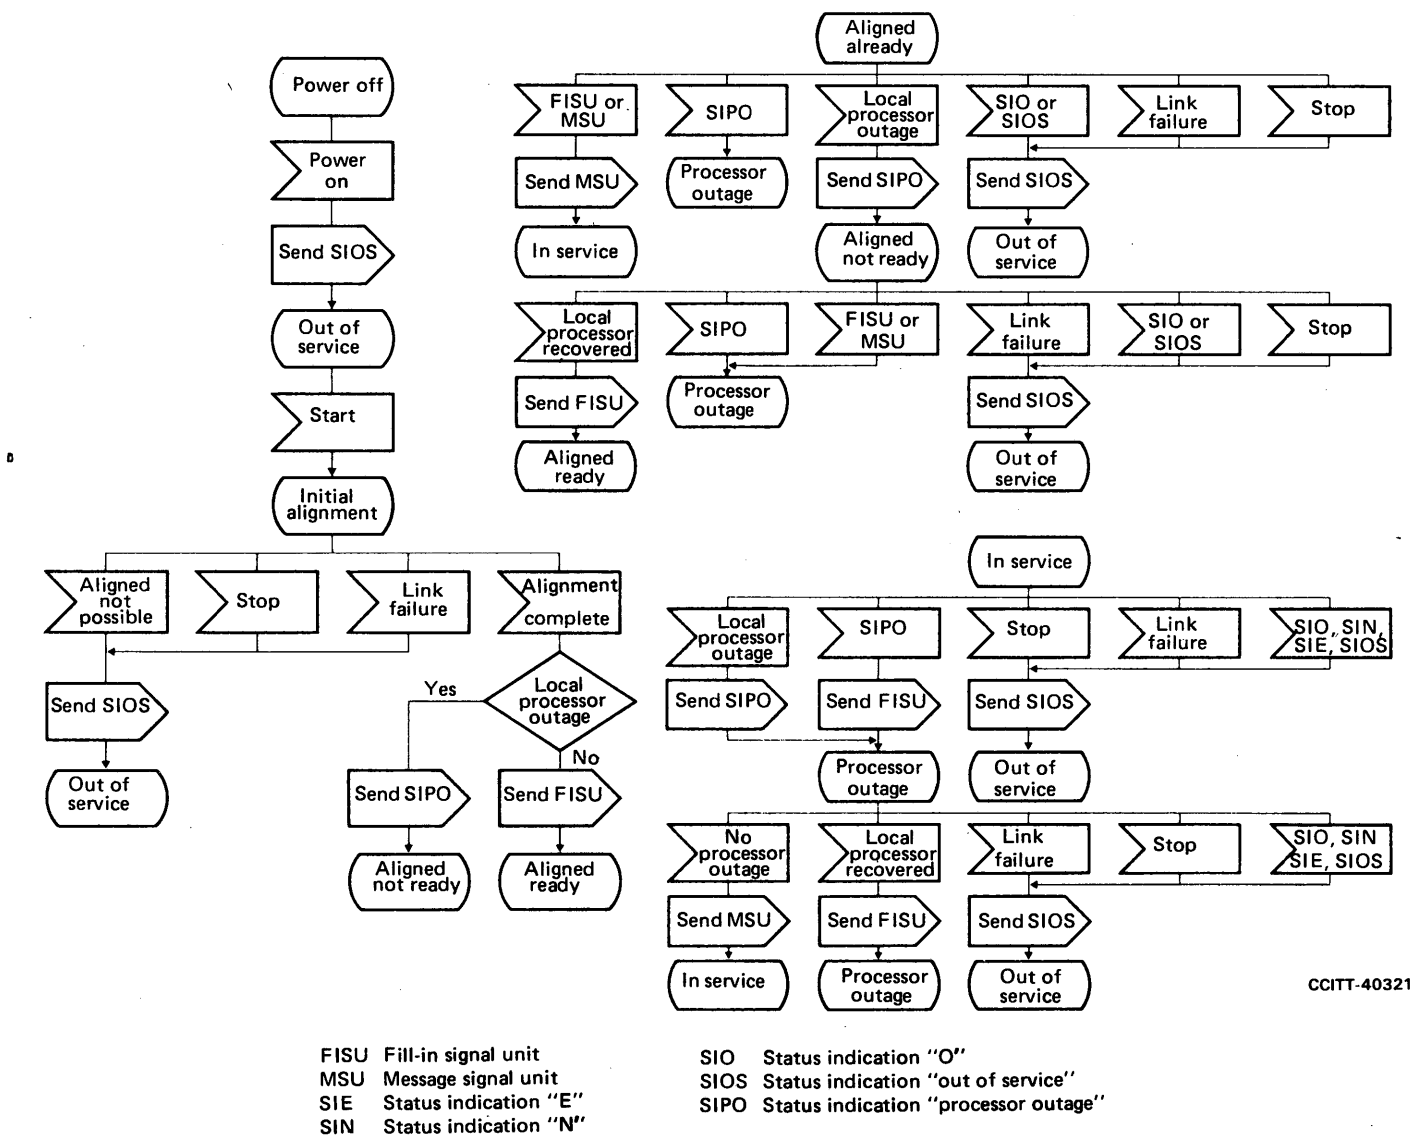 Power off
Power
on
Send SIOS
Out of
service
Start
Initial
alignment
Aligned
not
possible
Stop
Link
failure
Alignment
complete
Send SIOS
Out of
service
Yes
Local
processor
outage
No
Send SIPO
Send FISU
Aligned
not ready
Aligned
ready
Aligned
already
FISU or
MSU
SIPO
Local
processor
outage
SIO or
SIOS
Link
failure
Stop
Send MSU
Processor
outage
Send SIPO
Send SIOS
In service
Aligned
not ready
Out of
service
Local
processor
recovered
SIPO
FISU or
MSU
Link
failure
SIO or
SIOS
Stop
Send FISU
Processor
outage
Send SIOS
Aligned
ready
Out of
service
In service
Local
processor
outage
SIPO
Stop
Link
failure
SIO, SIN,
SIE, SIOS
Send SIPO
Send FISU
Send SIOS
Processor
outage
Out of
service
No
processor
outage
Local
processor
recovered
Link
failure
Stop
SIO, SIN
SIE, SIOS
Send MSU
Send FISU
Send SIOS
In service
Processor
outage
Out of
service
CCITT-40321
FISU Fill-in signal unit
MSU Message signal unit
SIE Status indication "E"
SIN Status indication "N"
SIO Status indication "O"
SIOS Status indication "out of service"
SIPO Status indication "processor outage"